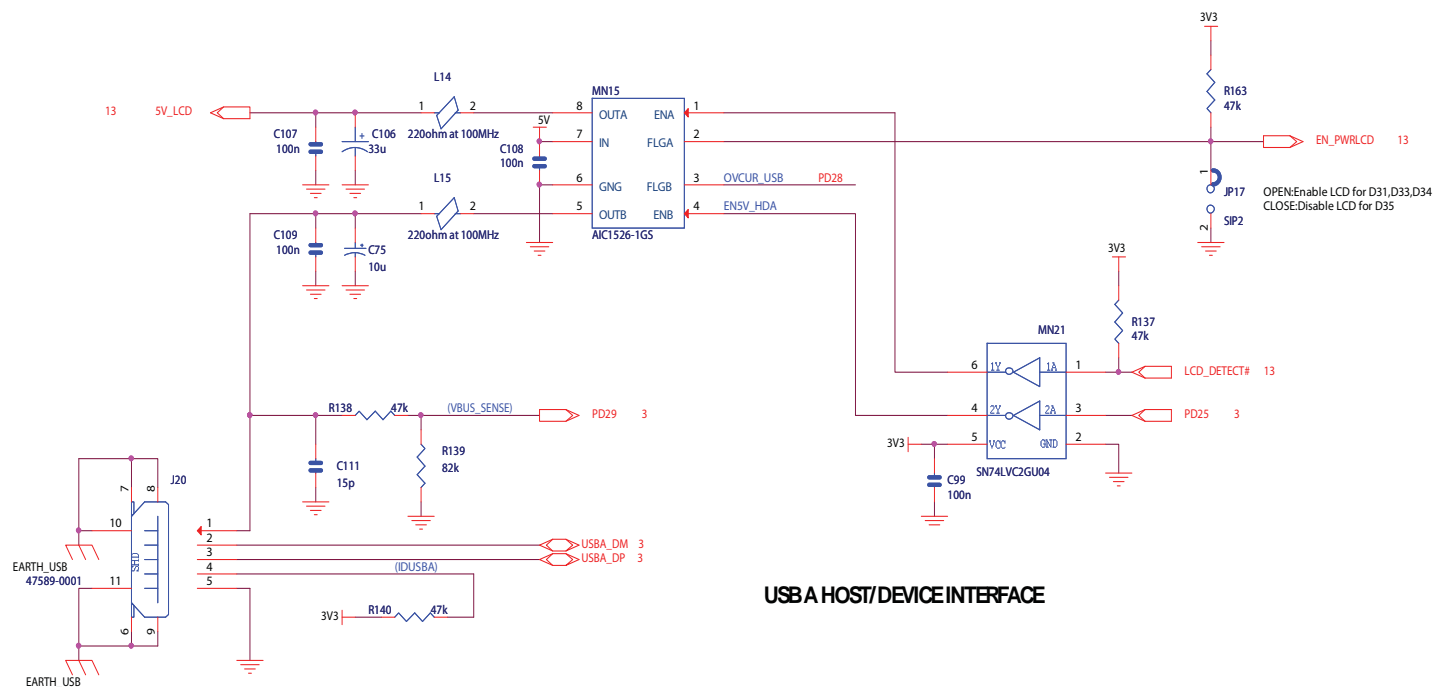 3V3
L14
MN15
R163
47k
13 5V_LCD
1 2
8 OUTA ENA 1
C107
100n
C106
33u
+
220ohm at 100MHz
5V
7 IN FLGA 2
EN_PWRLCD 13
C108
100n
L15
6 GNG FLGB 3
OVCUR_USB PD28
1
JP17
SIP2
2
OPEN:Enable LCD for D31,D33,D34
CLOSE:Disable LCD for D35
1 2
5 OUTB ENB 4
EN5V_HDA
C109
100n
C75
10u
+
220ohm at 100MHz
AIC1526-1GS
3V3
R137
47k
MN21
6 1Y 1A 1
LCD_DETECT# 13
R138 47k
(VBUS_SENSE)
PD29 3
4 2Y 2A 3
PD25 3
3V3
5 VCC GND 2
R139
82k
C111
15p
SN74LVC2GU04
C99
100n
J20
7
8
10
1
2
USBA_DM 3
3
USBA_DP 3
SHD
EARTH_USB
47589-0001
4
(IDUSBA)
11
5
USB A HOST/DEVICE INTERFACE
3V3
R140 47k
6
9
EARTH_USB